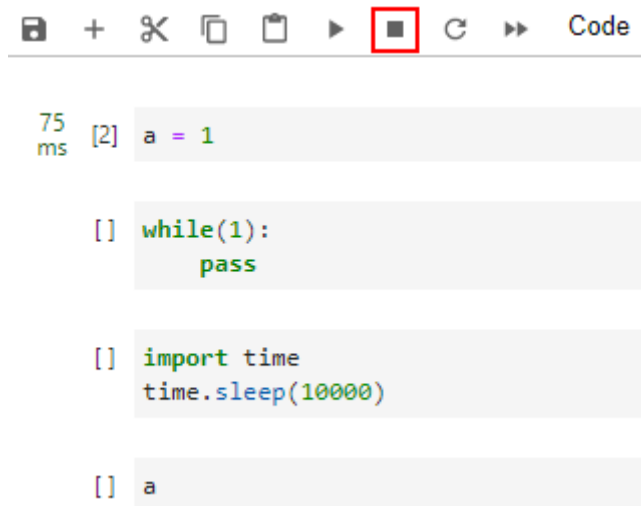 Code
75
ms [2] a = 1
[ ] while(1):
pass
[ ] import time
time.sleep(10000)
[ ] a